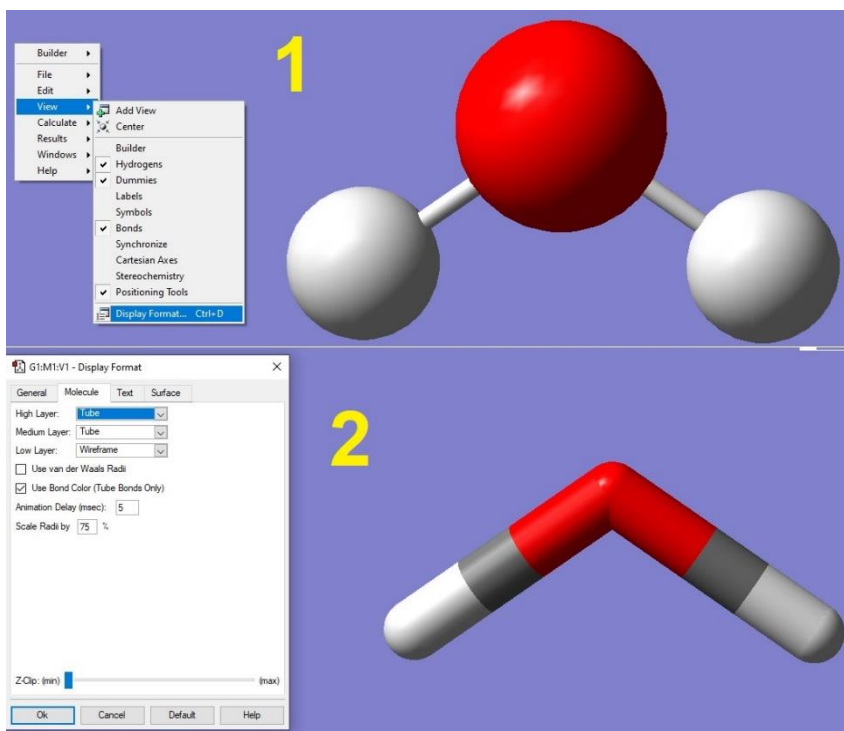 1
Builder
File
Edit
View
Calculate
Results
Windows
Help
Add View
Center
Builder
Hydrogens
Dummies
Labels
Symbols
Bonds
Synchronize
Cartesian Axes
Stereochemistry
Positioning Tools
Display Format... Ctrl+D
G1:M1:V1 - Display Format
General Molecule Text Surface
High Layer: Tube
Medium Layer: Tube
Low Layer: Wireframe
Use van der Waals Radii
Use Bond Color (Tube Bonds Only)
Animation Delay (msec): 5
Scale Radii by 75 %
Z-Clip: (min) (max)
Ok Cancel Default Help
2